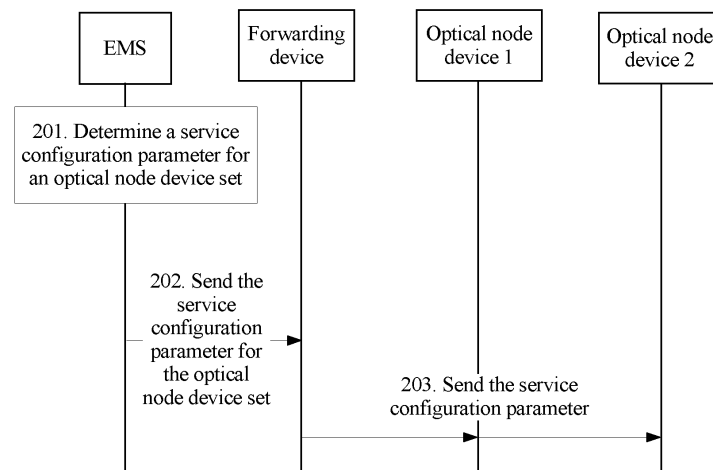 EMS
Forwarding
device
Optical node
device 1
Optical node
device 2
201. Determine a service
configuration parameter for
an optical node device set
202. Send the
service
configuration
parameter for
the optical
node device set
203. Send the service
configuration parameter